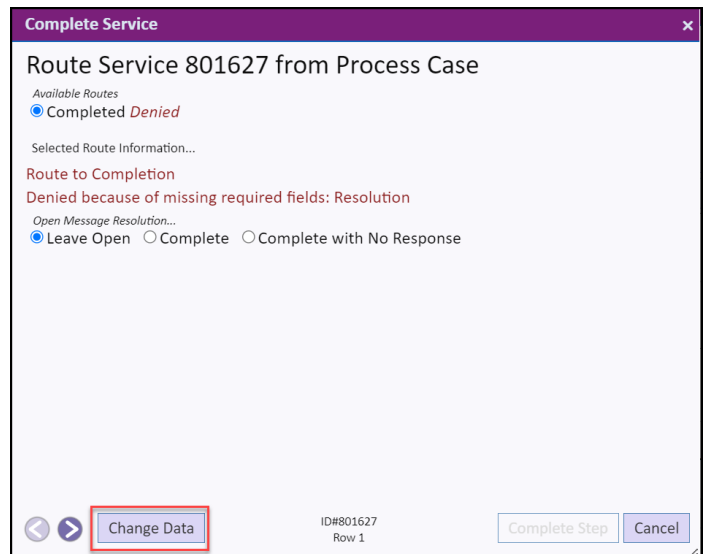 Complete Service ×
Route Service 801627 from Process Case
Available Routes
Completed Denied
Selected Route Information...
Route to Completion
Denied because of missing required fields: Resolution
Open Message Resolution...
Leave Open Complete Complete with No Response
Change Data
ID#801627
Row 1
Complete Step Cancel